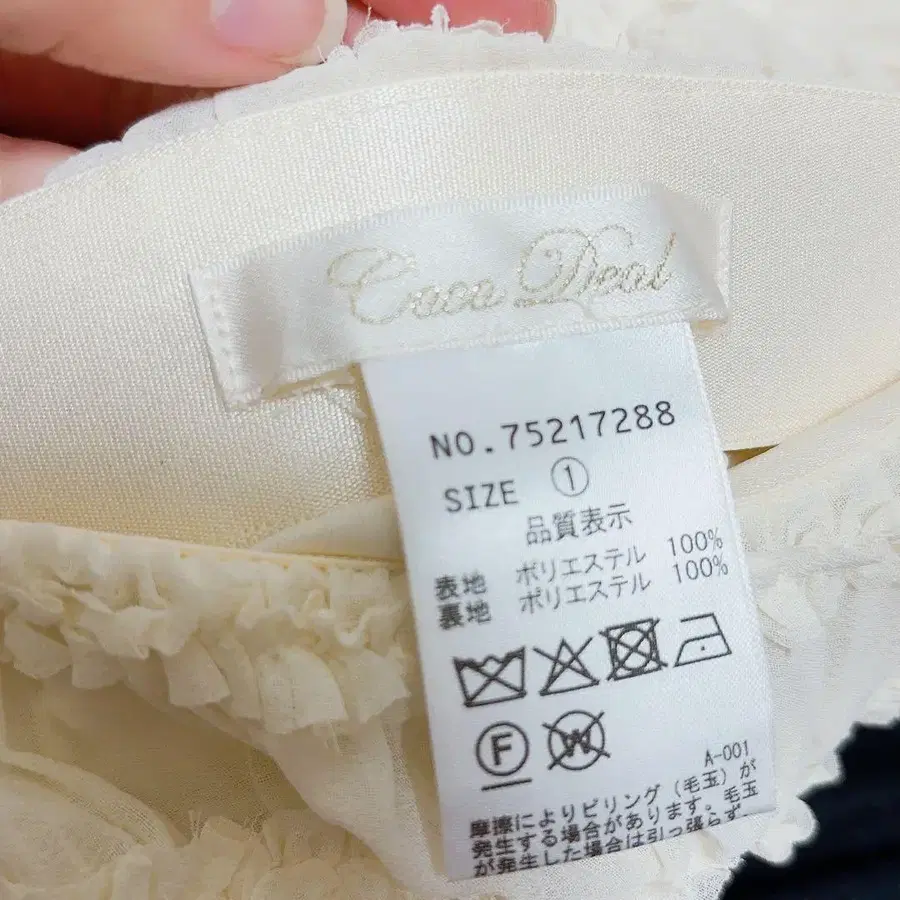 Coco Deal
NO.75217288
SIZE ①
品質表示
表地 ポリエステル 100%
裏地 ポリエステル 100%
F W
A-001
摩擦によりピリング(毛玉)が
発生する場合があります。毛玉
が発生した場合は引っ張らず、